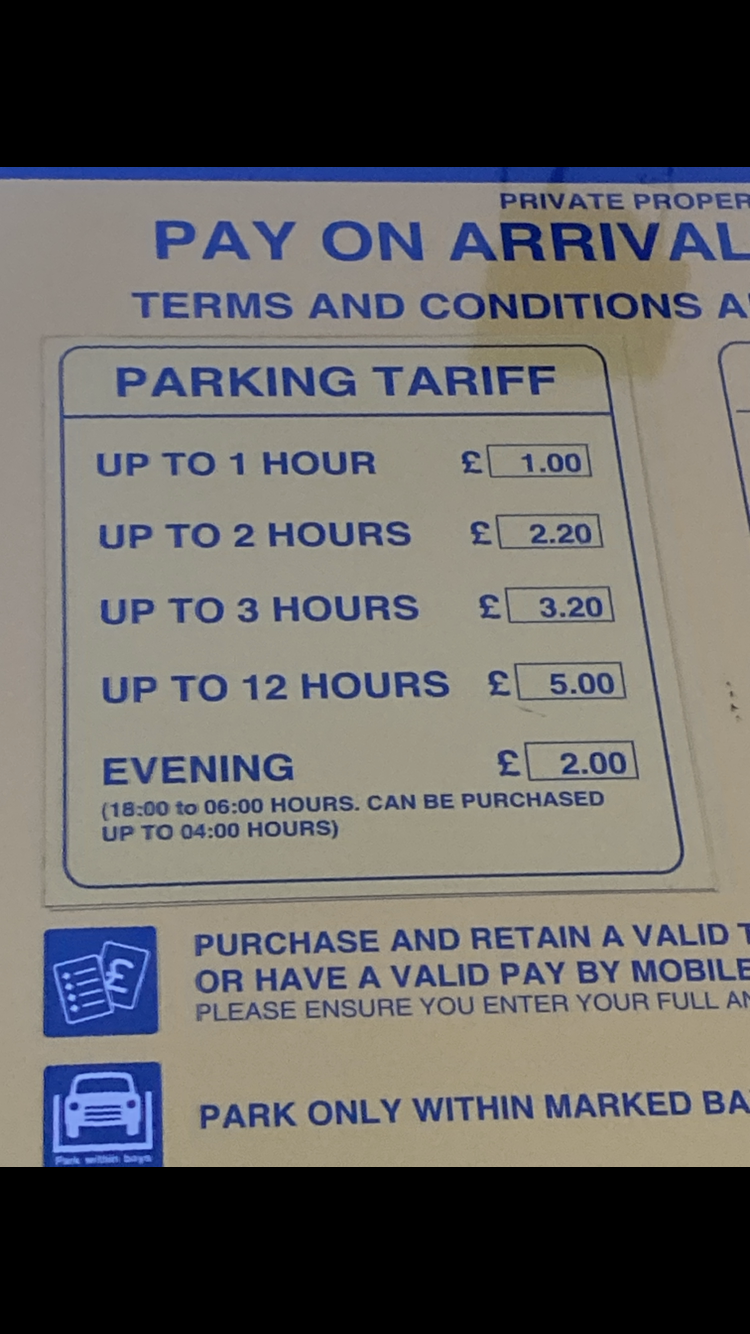 PRIVATE PROPER
PAY ON ARRIVAL
TERMS AND CONDITIONS A
PARKING TARIFF
UP TO 1 HOUR £ 1.00
UP TO 2 HOURS £ 2.20
UP TO 3 HOURS £ 3.20
UP TO 12 HOURS £ 5.00
EVENING £ 2.00
(18:00 to 06:00 HOURS. CAN BE PURCHASED
UP TO 04:00 HOURS)
£
PURCHASE AND RETAIN A VALID T
OR HAVE A VALID PAY BY MOBILE
PLEASE ENSURE YOU ENTER YOUR FULL AN
PARK ONLY WITHIN MARKED BA
Park within bays